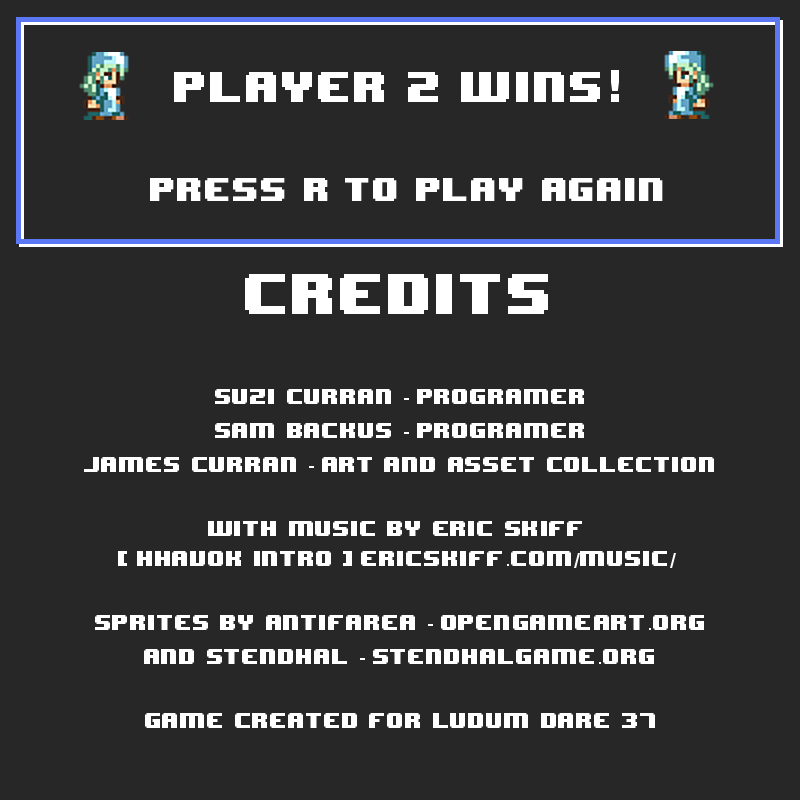 PLAYER 2 WINS!
PRESS R TO PLAY AGAIN
CREDITS
SUZI CURRAN - PROGRAMER
SAM BACKUS - PROGRAMER
JAMES CURRAN - ART AND ASSET COLLECTION
WITH MUSIC BY ERIC SKIFF
[ HHAVOK INTRO ] ERICSKIFF.COM/MUSIC/
SPRITES BY ANTIFAREA - OPENGAMEART.ORG
AND STENDHAL - STENDHALGAME.ORG
GAME CREATED FOR LUDUM DARE 37